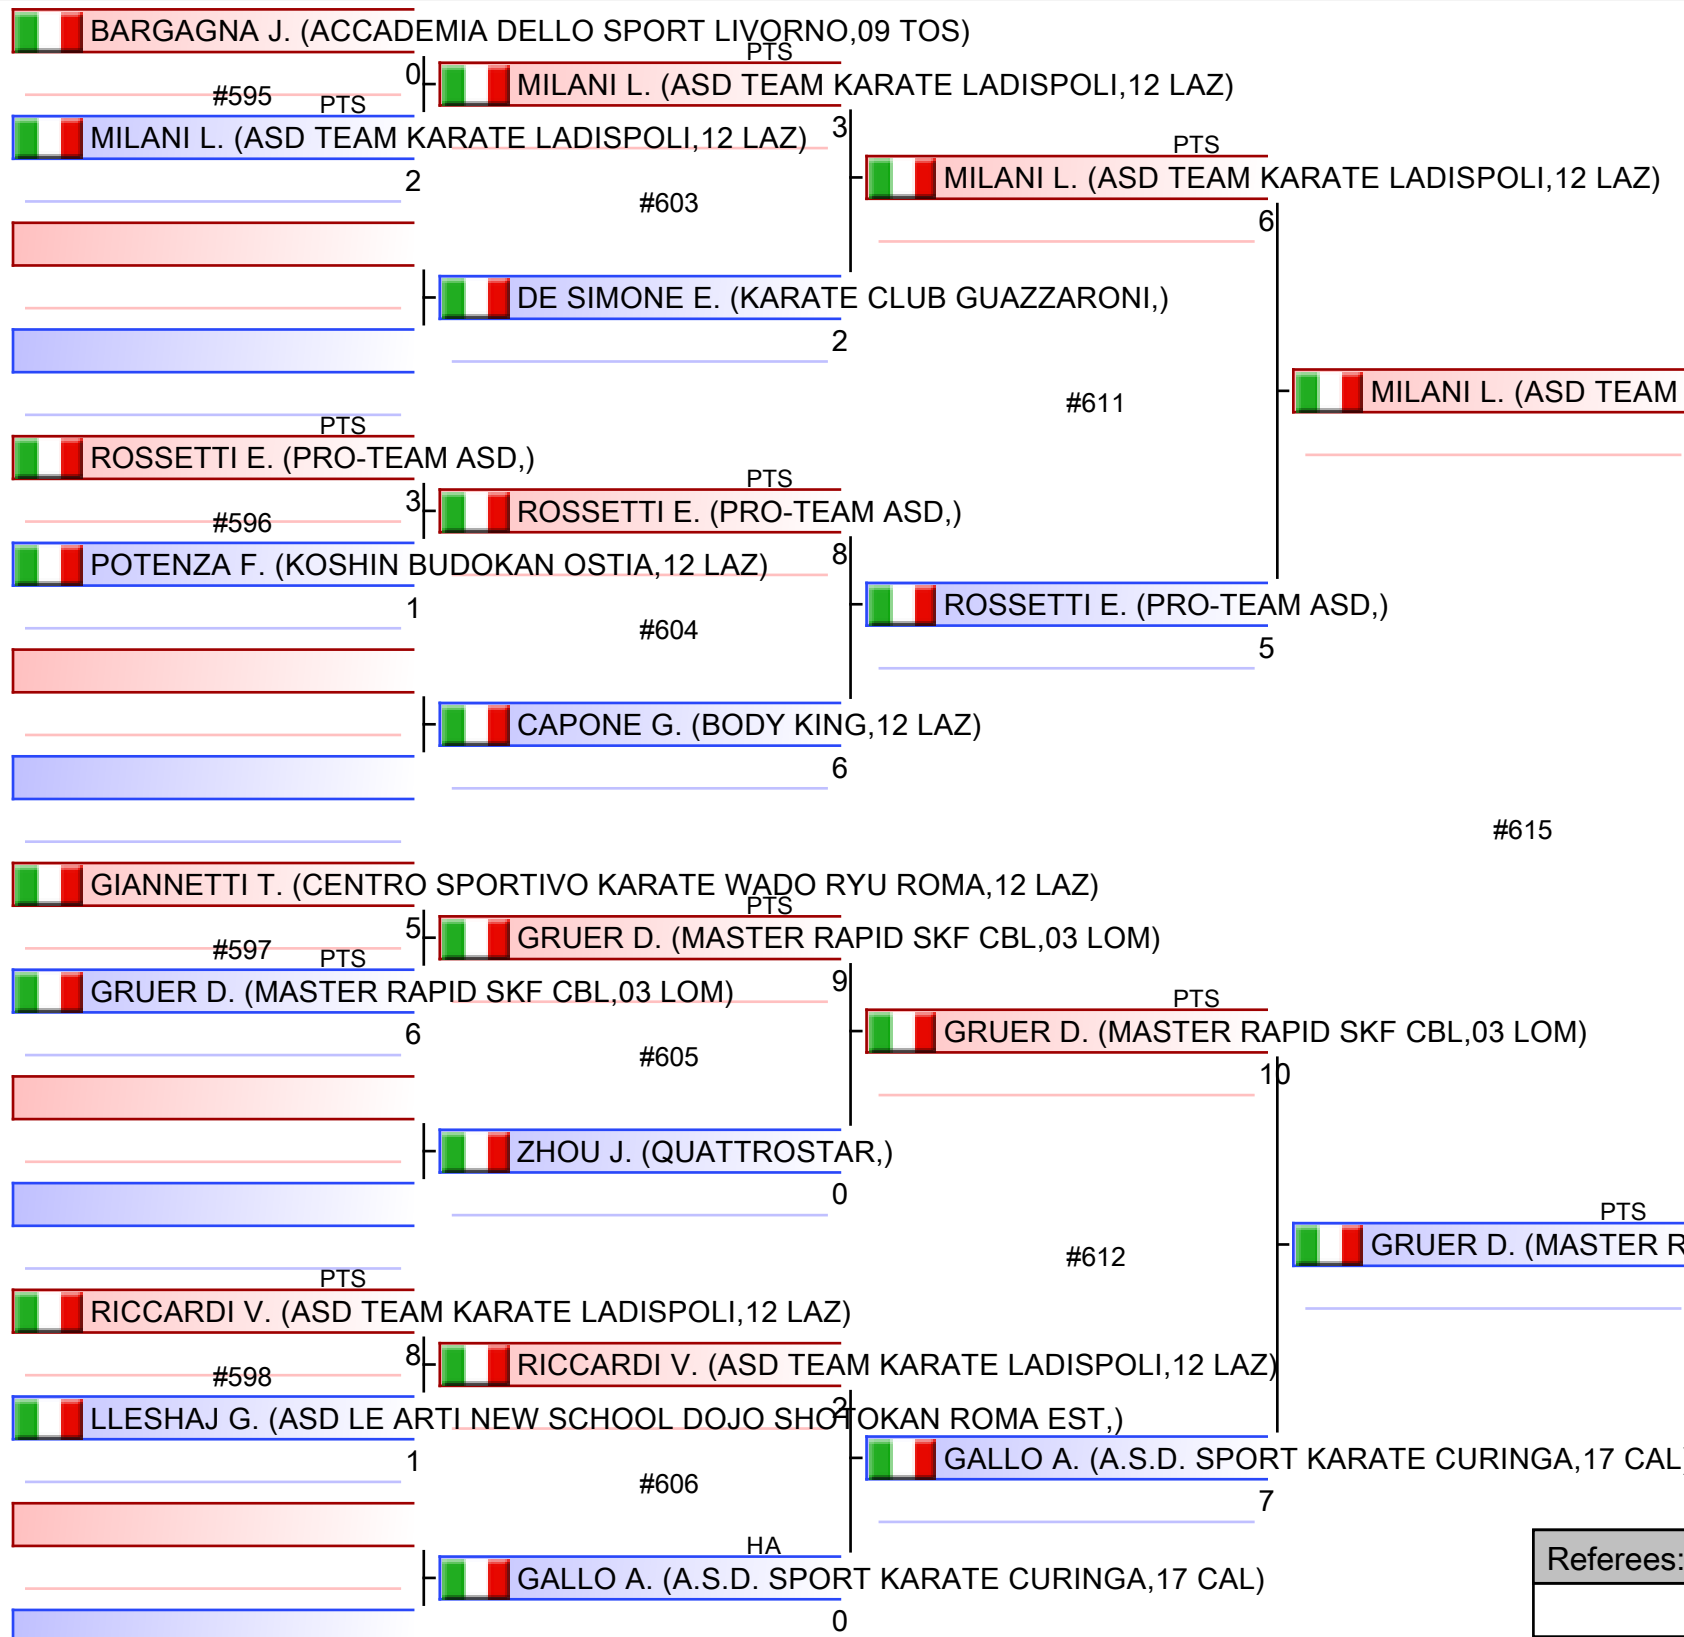 BARGAGNA J. (ACCADEMIA DELLO SPORT LIVORNO,09 TOS)
0
#595
PTS
MILANI L. (ASD TEAM KARATE LADISPOLI,12 LAZ)
2
PTS
ROSSETTI E. (PRO-TEAM ASD,)
3
#596
POTENZA F. (KOSHIN BUDOKAN OSTIA,12 LAZ)
1
GIANNETTI T. (CENTRO SPORTIVO KARATE WADO RYU ROMA,12 LAZ)
5
#597
PTS
GRUER D. (MASTER RAPID SKF CBL,03 LOM)
6
PTS
RICCARDI V. (ASD TEAM KARATE LADISPOLI,12 LAZ)
8
#598
LLESHAJ G. (ASD LE ARTI NEW SCHOOL DOJO SHOTOKAN ROMA EST,)
1
PTS
MILANI L. (ASD TEAM KARATE LADISPOLI,12 LAZ)
3
#603
DE SIMONE E. (KARATE CLUB GUAZZARONI,)
2
PTS
ROSSETTI E. (PRO-TEAM ASD,)
8
#604
CAPONE G. (BODY KING,12 LAZ)
6
PTS
GRUER D. (MASTER RAPID SKF CBL,03 LOM)
9
#605
ZHOU J. (QUATTROSTAR,)
0
RICCARDI V. (ASD TEAM KARATE LADISPOLI,12 LAZ)
2
#606
HA
GALLO A. (A.S.D. SPORT KARATE CURINGA,17 CAL)
0
PTS
MILANI L. (ASD TEAM KARATE LADISPOLI,12 LAZ)
6
#611
ROSSETTI E. (PRO-TEAM ASD,)
5
PTS
GRUER D. (MASTER RAPID SKF CBL,03 LOM)
10
#612
GALLO A. (A.S.D. SPORT KARATE CURINGA,17 CAL)
7
MILANI L. (ASD TEAM
#615
PTS
GRUER D. (MASTER R
Referees: